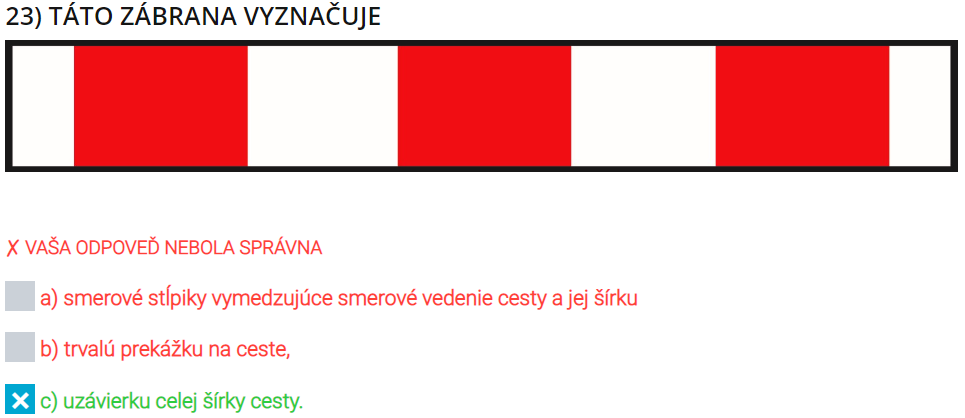 23) TÁTO ZÁBRANA VYZNAČUJE
✗ VAŠA ODPOVEĎ NEBOLA SPRÁVNA
a) smerové stĺpiky vymedzujúce smerové vedenie cesty a jej šírku
b) trvalú prekážku na ceste,
c) uzávierku celej šírky cesty.